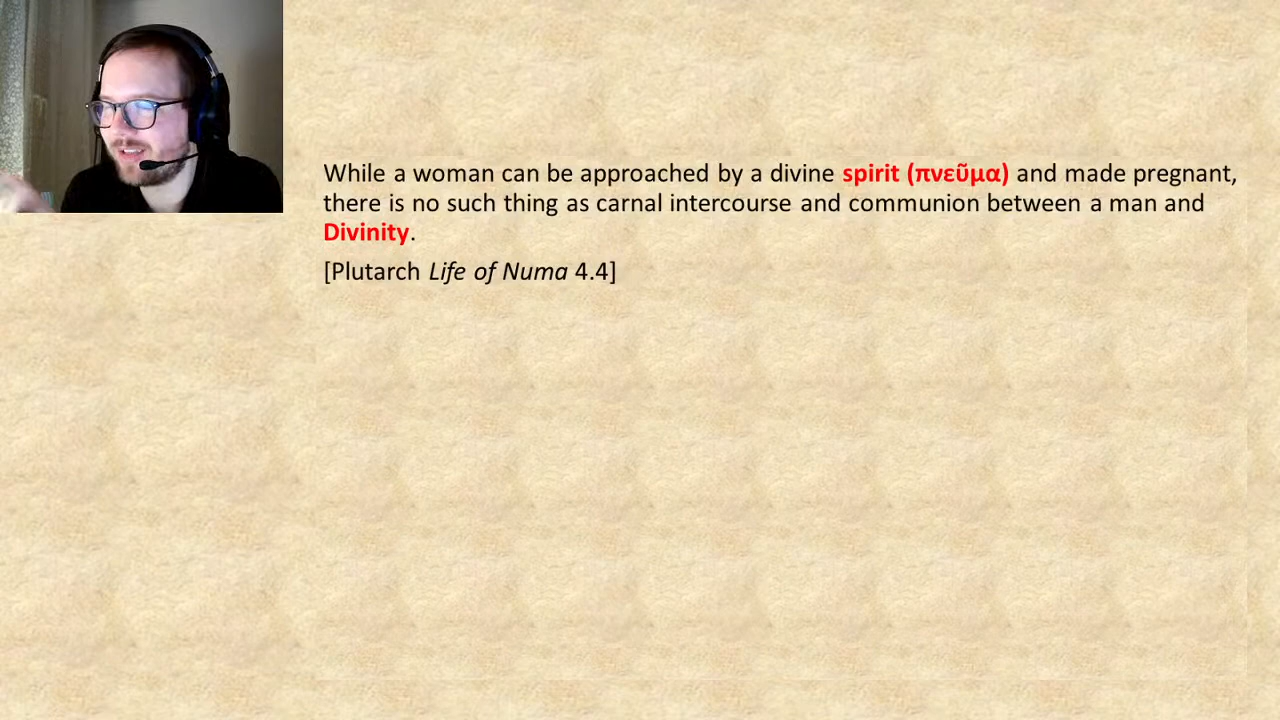 While a woman can be approached by a divine spirit (πνεῦμα) and made pregnant,
there is no such thing as carnal intercourse and communion between a man and
Divinity.
[Plutarch Life of Numa 4.4]